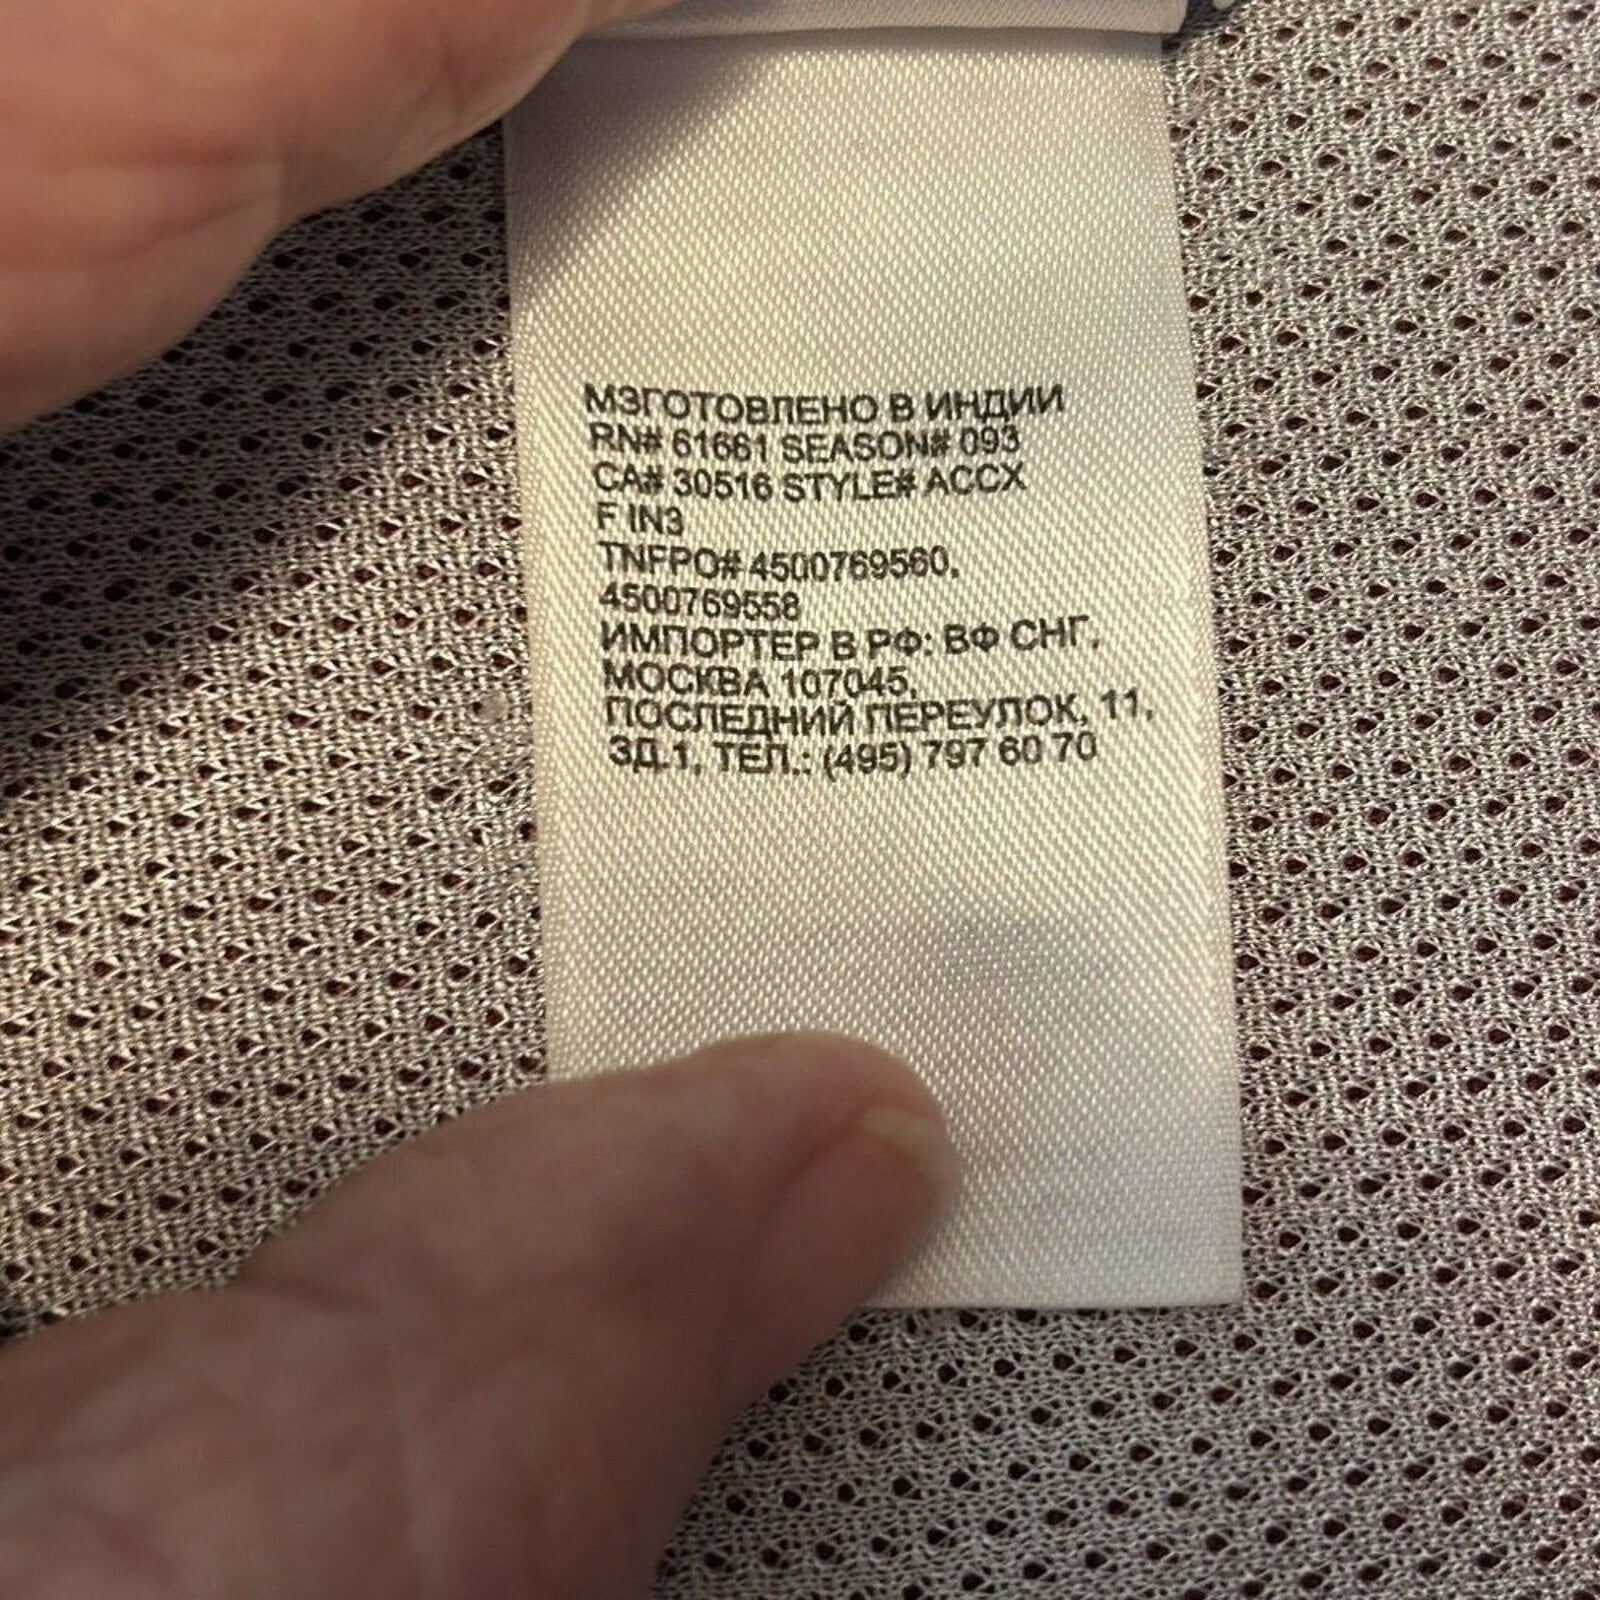 МЗГОТОВЛЕНО В ИНДИИ
RN# 61661 SEASON# 093
CA# 30516 STYLE# ACCX
F IN3
TNFPO# 4500769560,
4500769558
ИМПОРТЕР В РФ: ВФ СНГ,
МОСКВА 107045,
ПОСЛЕДНИЙ ПЕРЕУЛОК, 11,
ЗД.1, ТЕЛ.: (495) 797 60 70